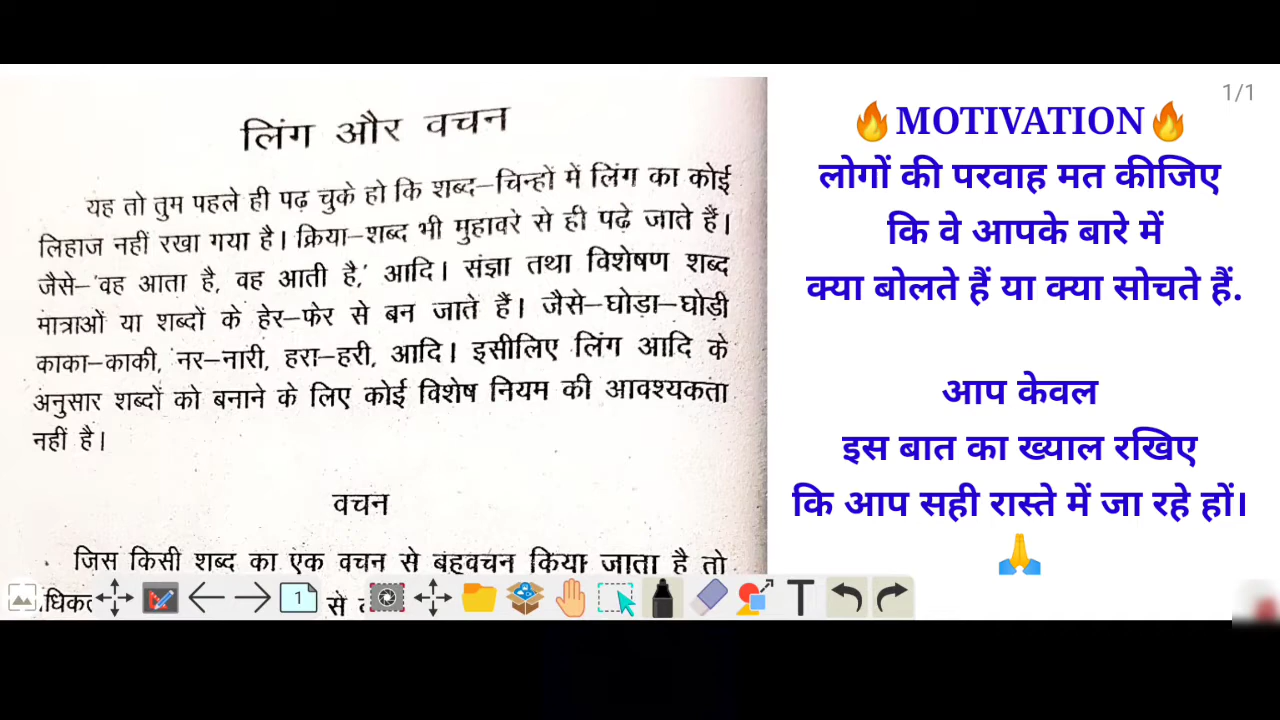 लिंग और वचन
यह तो तुम पहले ही पढ़ चुके हो कि शब्द-चिन्हों में लिंग का कोई
लिहाज नहीं रखा गया है। क्रिया-शब्द भी मुहावरे से ही पढ़े जाते हैं।
जैसे-'वह आता है, वह आती है,' आदि। संज्ञा तथा विशेषण शब्द
मात्राओं या शब्दों के हेर-फेर से बन जाते हैं। जैसे-घोड़ा-घोड़ी
काका-काकी, नर-नारी, हरा-हरी, आदि। इसीलिए लिंग आदि के
अनुसार शब्दों को बनाने के लिए कोई विशेष नियम की आवश्यकता
नहीं है।
वचन
जिस किसी शब्द का एक वचन से बहुवचन किया जाता है तो
से
1/1
🔥MOTIVATION🔥
लोगों की परवाह मत कीजिए
कि वे आपके बारे में
क्या बोलते हैं या क्या सोचते हैं.
आप केवल
इस बात का ख्याल रखिए
कि आप सही रास्ते में जा रहे हों।
🙏
1
T